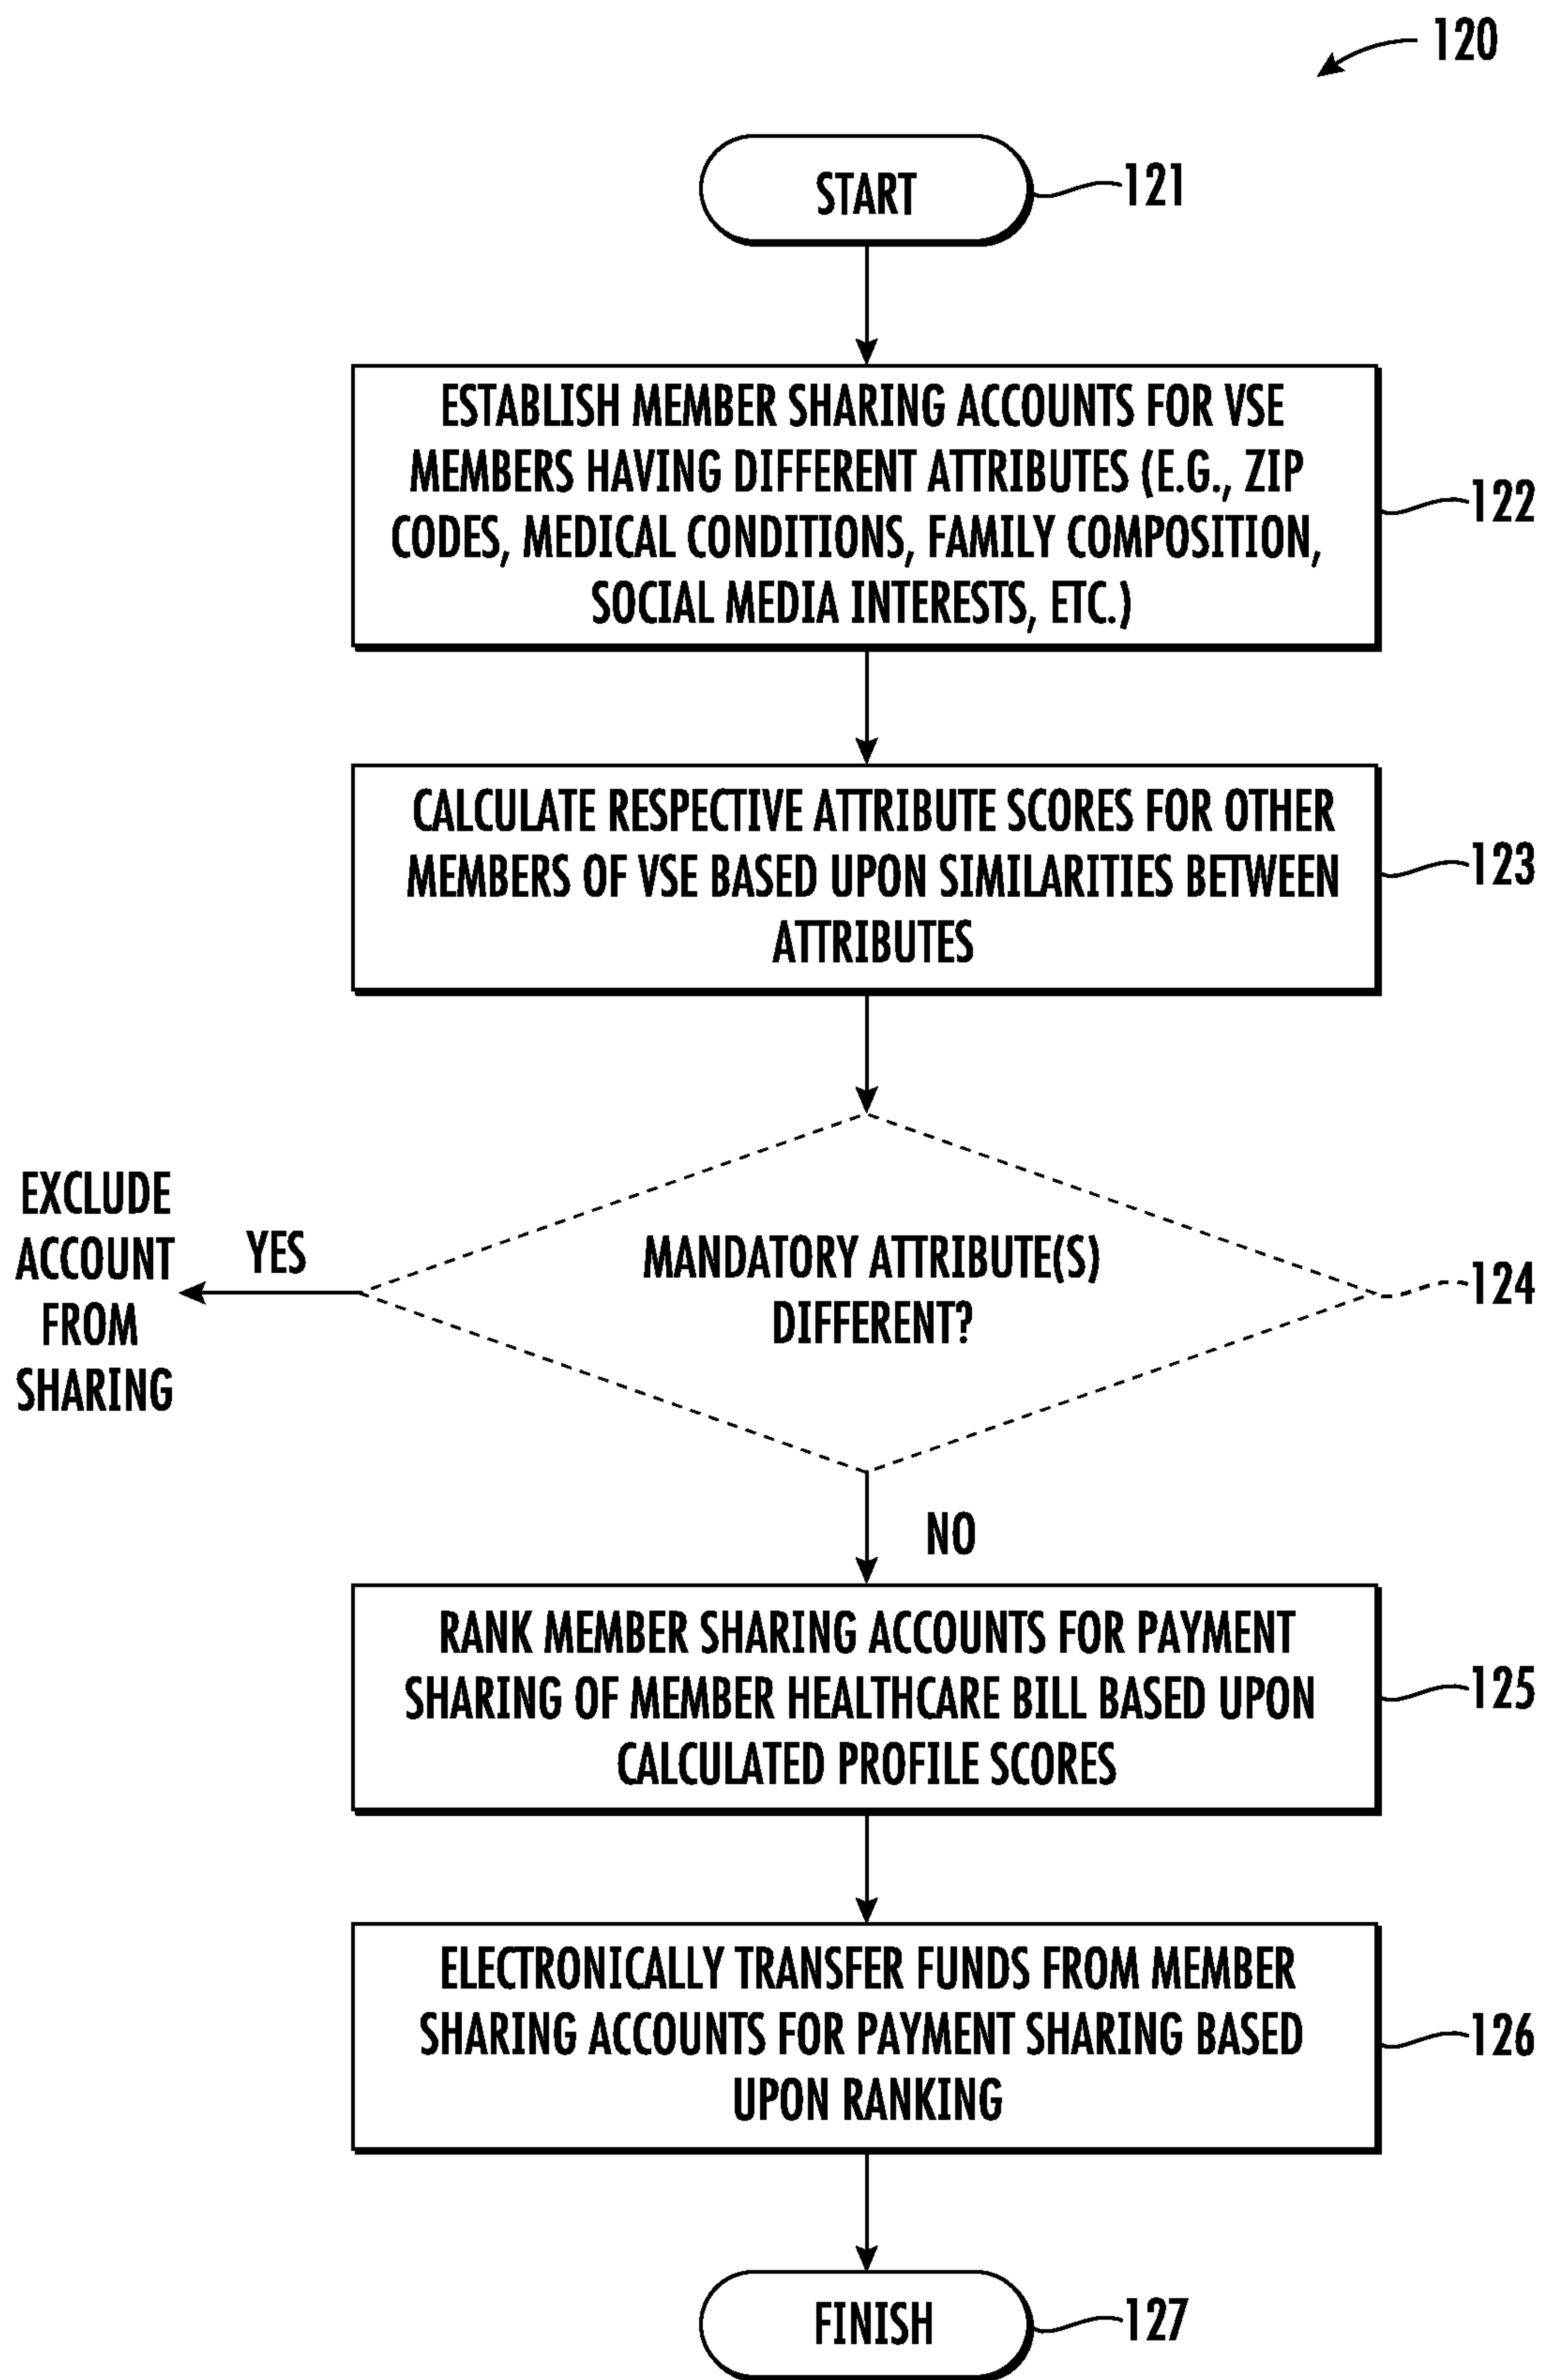 120
START
121
ESTABLISH MEMBER SHARING ACCOUNTS FOR VSE
MEMBERS HAVING DIFFERENT ATTRIBUTES (E.G., ZIP
CODES, MEDICAL CONDITIONS, FAMILY COMPOSITION,
SOCIAL MEDIA INTERESTS, ETC.)
122
CALCULATE RESPECTIVE ATTRIBUTE SCORES FOR OTHER
MEMBERS OF VSE BASED UPON SIMILARITIES BETWEEN
ATTRIBUTES
123
MANDATORY ATTRIBUTE(S)
DIFFERENT?
124
YES
EXCLUDE
ACCOUNT
FROM
SHARING
NO
RANK MEMBER SHARING ACCOUNTS FOR PAYMENT
SHARING OF MEMBER HEALTHCARE BILL BASED UPON
CALCULATED PROFILE SCORES
125
ELECTRONICALLY TRANSFER FUNDS FROM MEMBER
SHARING ACCOUNTS FOR PAYMENT SHARING BASED
UPON RANKING
126
FINISH
127